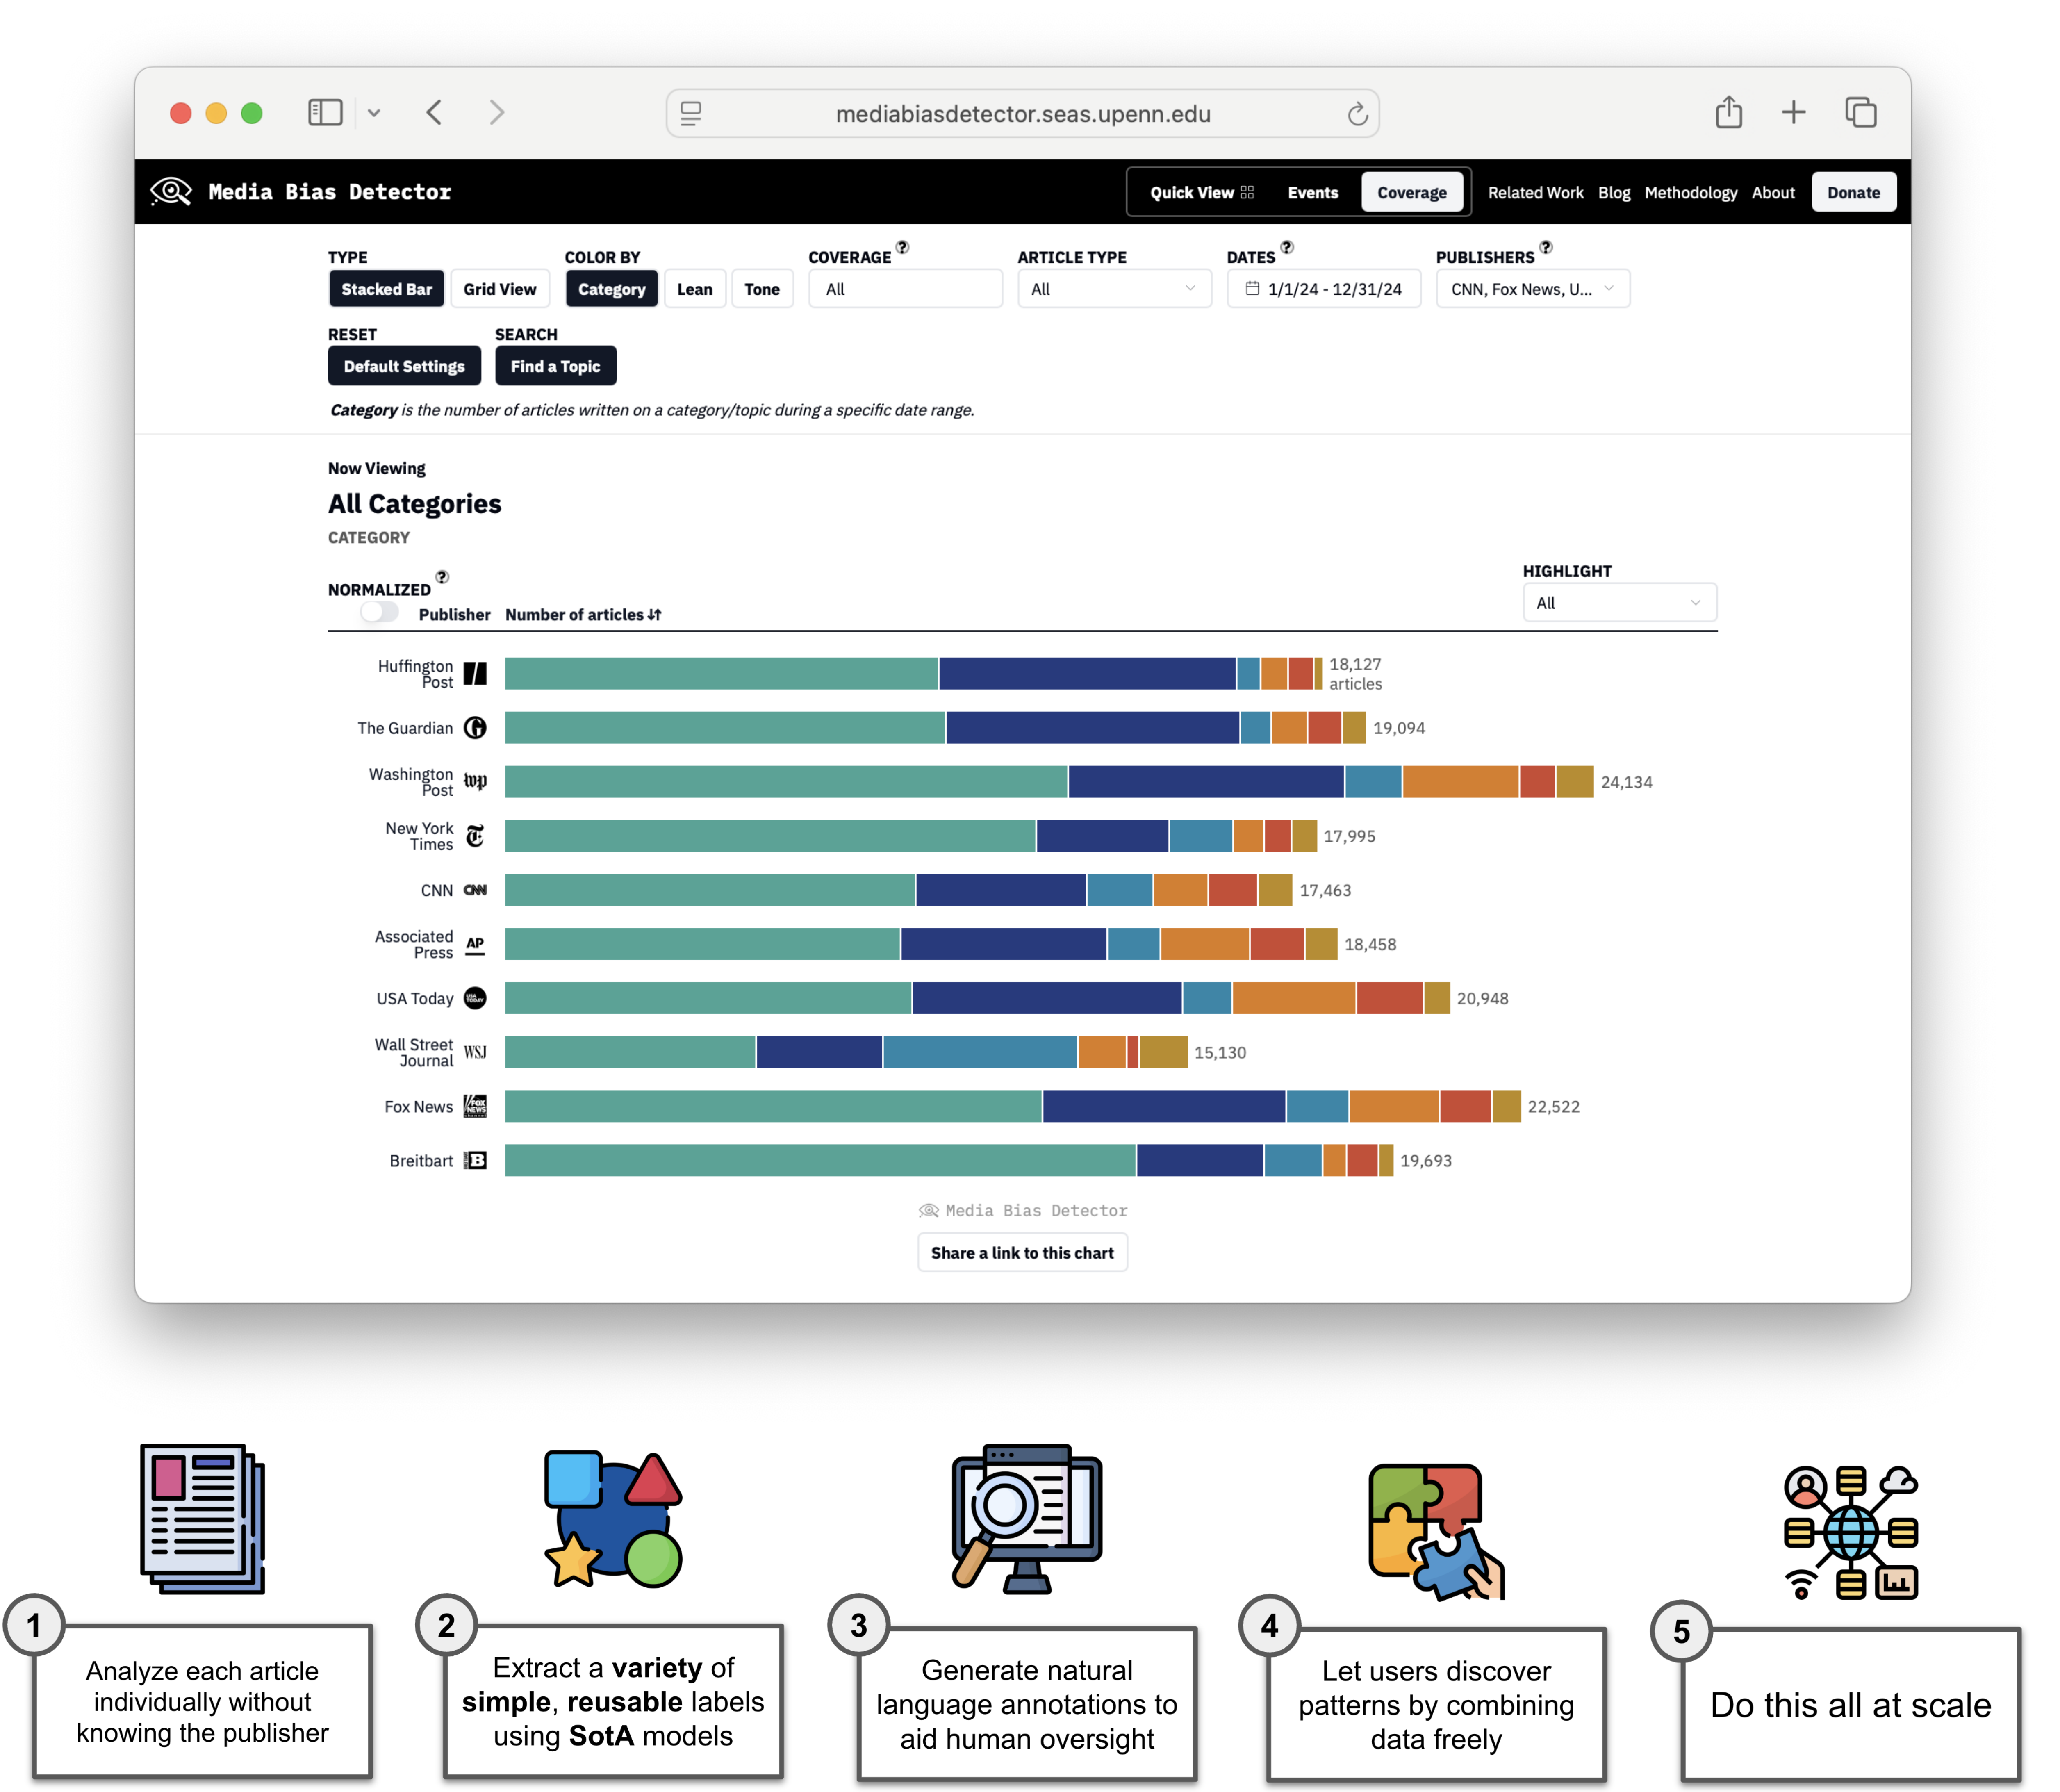 mediabiasdetector.seas.upenn.edu
Media Bias Detector
Quick View Events Coverage Related Work Blog Methodology About Donate
TYPE COLOR BY COVERAGE ? ARTICLE TYPE DATES ? PUBLISHERS ?
Stacked Bar Grid View Category Lean Tone All All 1/1/24 - 12/31/24 CNN, Fox News, U...
RESET SEARCH
Default Settings Find a Topic
Category is the number of articles written on a category/topic during a specific date range.
Now Viewing
All Categories
CATEGORY
NORMALIZED ?
HIGHLIGHT
All
Publisher Number of articles
Huffington
Post
18,127
articles
The Guardian 19,094
Washington
Post wp 24,134
New York
Times 17,995
CNN CNN 17,463
Associated
Press AP 18,458
USA Today USA TODAY 20,948
Wall Street
Journal WSJ 15,130
Fox News FOX NEWS 22,522
Breitbart B 19,693
Media Bias Detector
Share a link to this chart
1
Analyze each article
individually without
knowing the publisher
2
Extract a variety of
simple, reusable labels
using SotA models
3
Generate natural
language annotations to
aid human oversight
4
Let users discover
patterns by combining
data freely
5
Do this all at scale